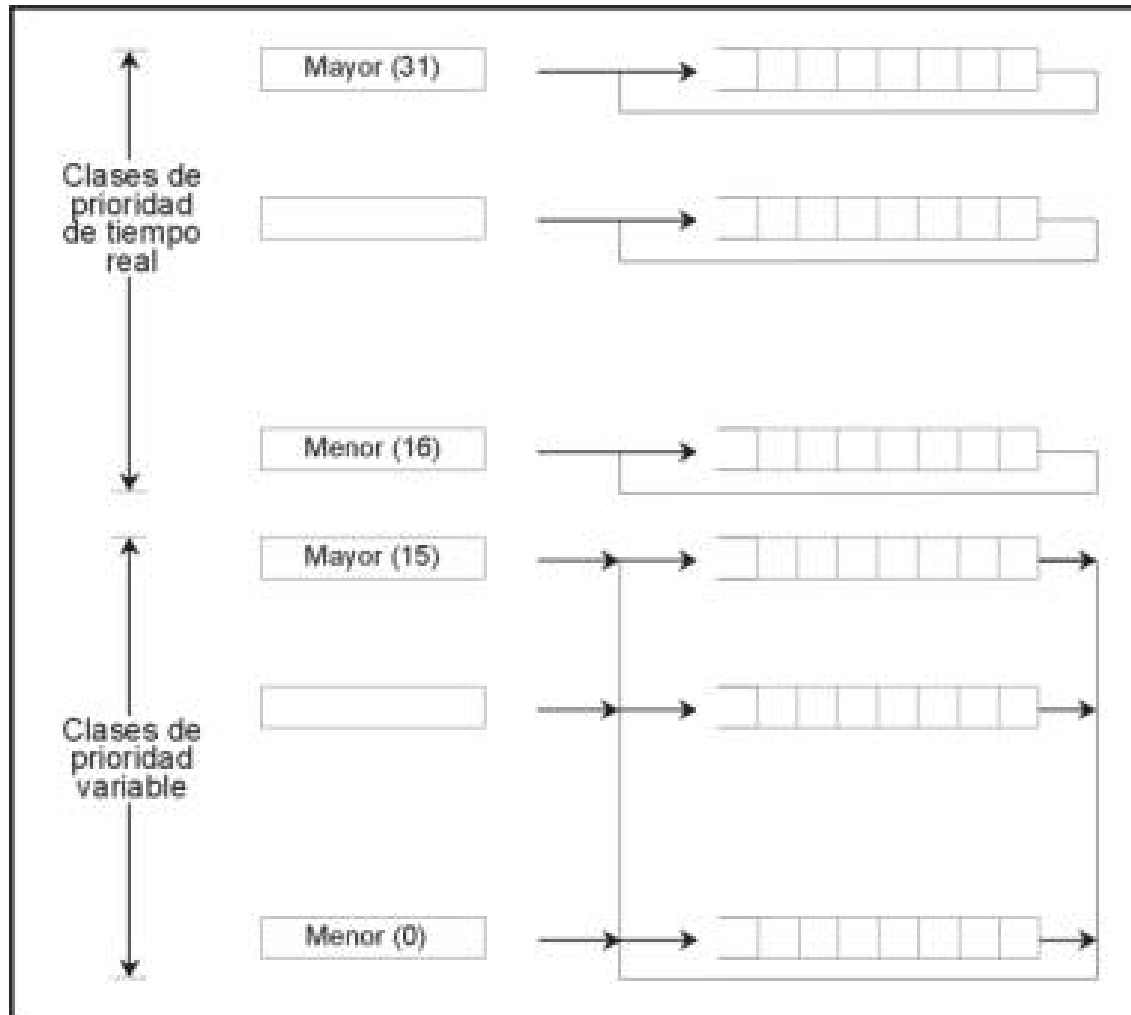 Mayor (31)
Clases de
prioridad
de tiempo
real
Menor (16)
Mayor (15)
Clases de
prioridad
variable
Menor (0)